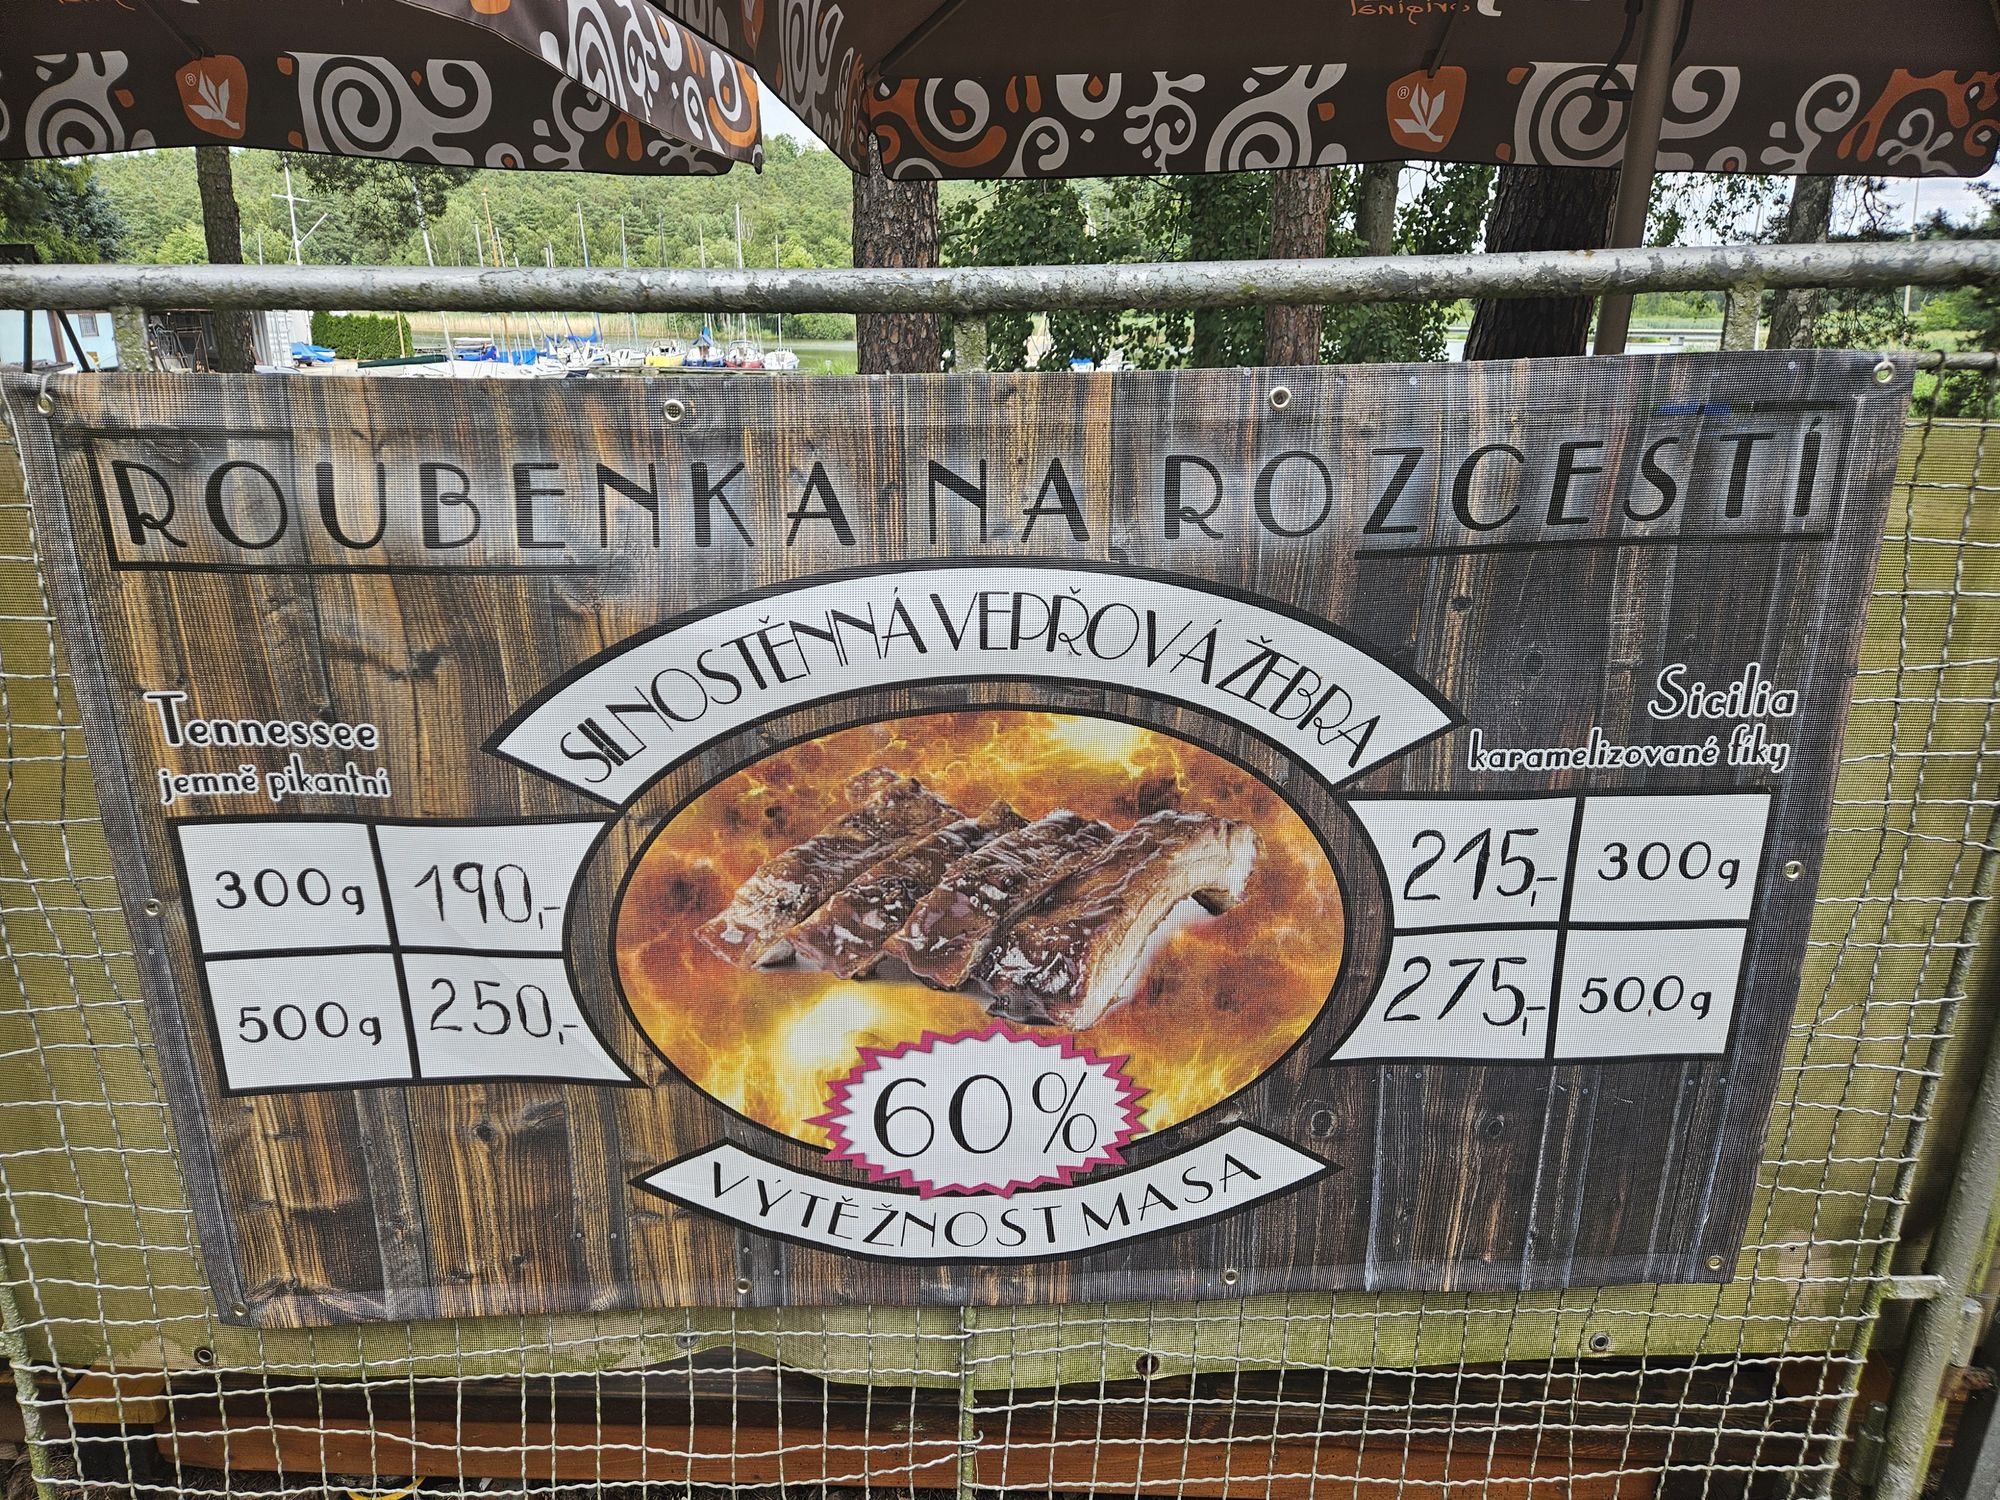 original
ROUBENKA NA ROZCESTÍ
SILNOSTĚNNÁ VEPŘOVÁ ŽEBRA
Tennessee
jemně pikantní
300g 190,-
500g 250,-
Sicilia
karamelizované fíky
215,- 300g
275,- 500g
60%
VÝTĚŽNOST MASA